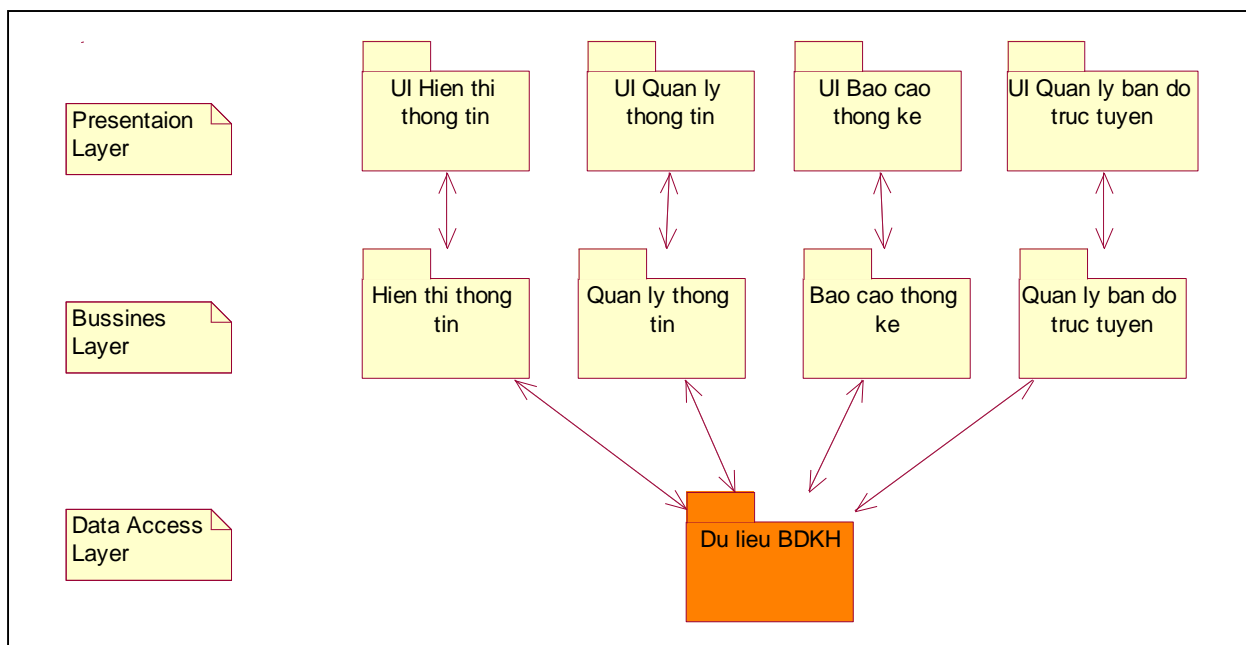 UI Hien thi
thong tin
UI Quan ly
thong tin
UI Bao cao
thong ke
UI Quan ly ban do
truc tuyen
Presentaion
Layer
Hien thi thong
tin
Quan ly thong
tin
Bao cao thong
ke
Quan ly ban do
truc tuyen
Bussines
Layer
Data Access
Layer
Du lieu BDKH